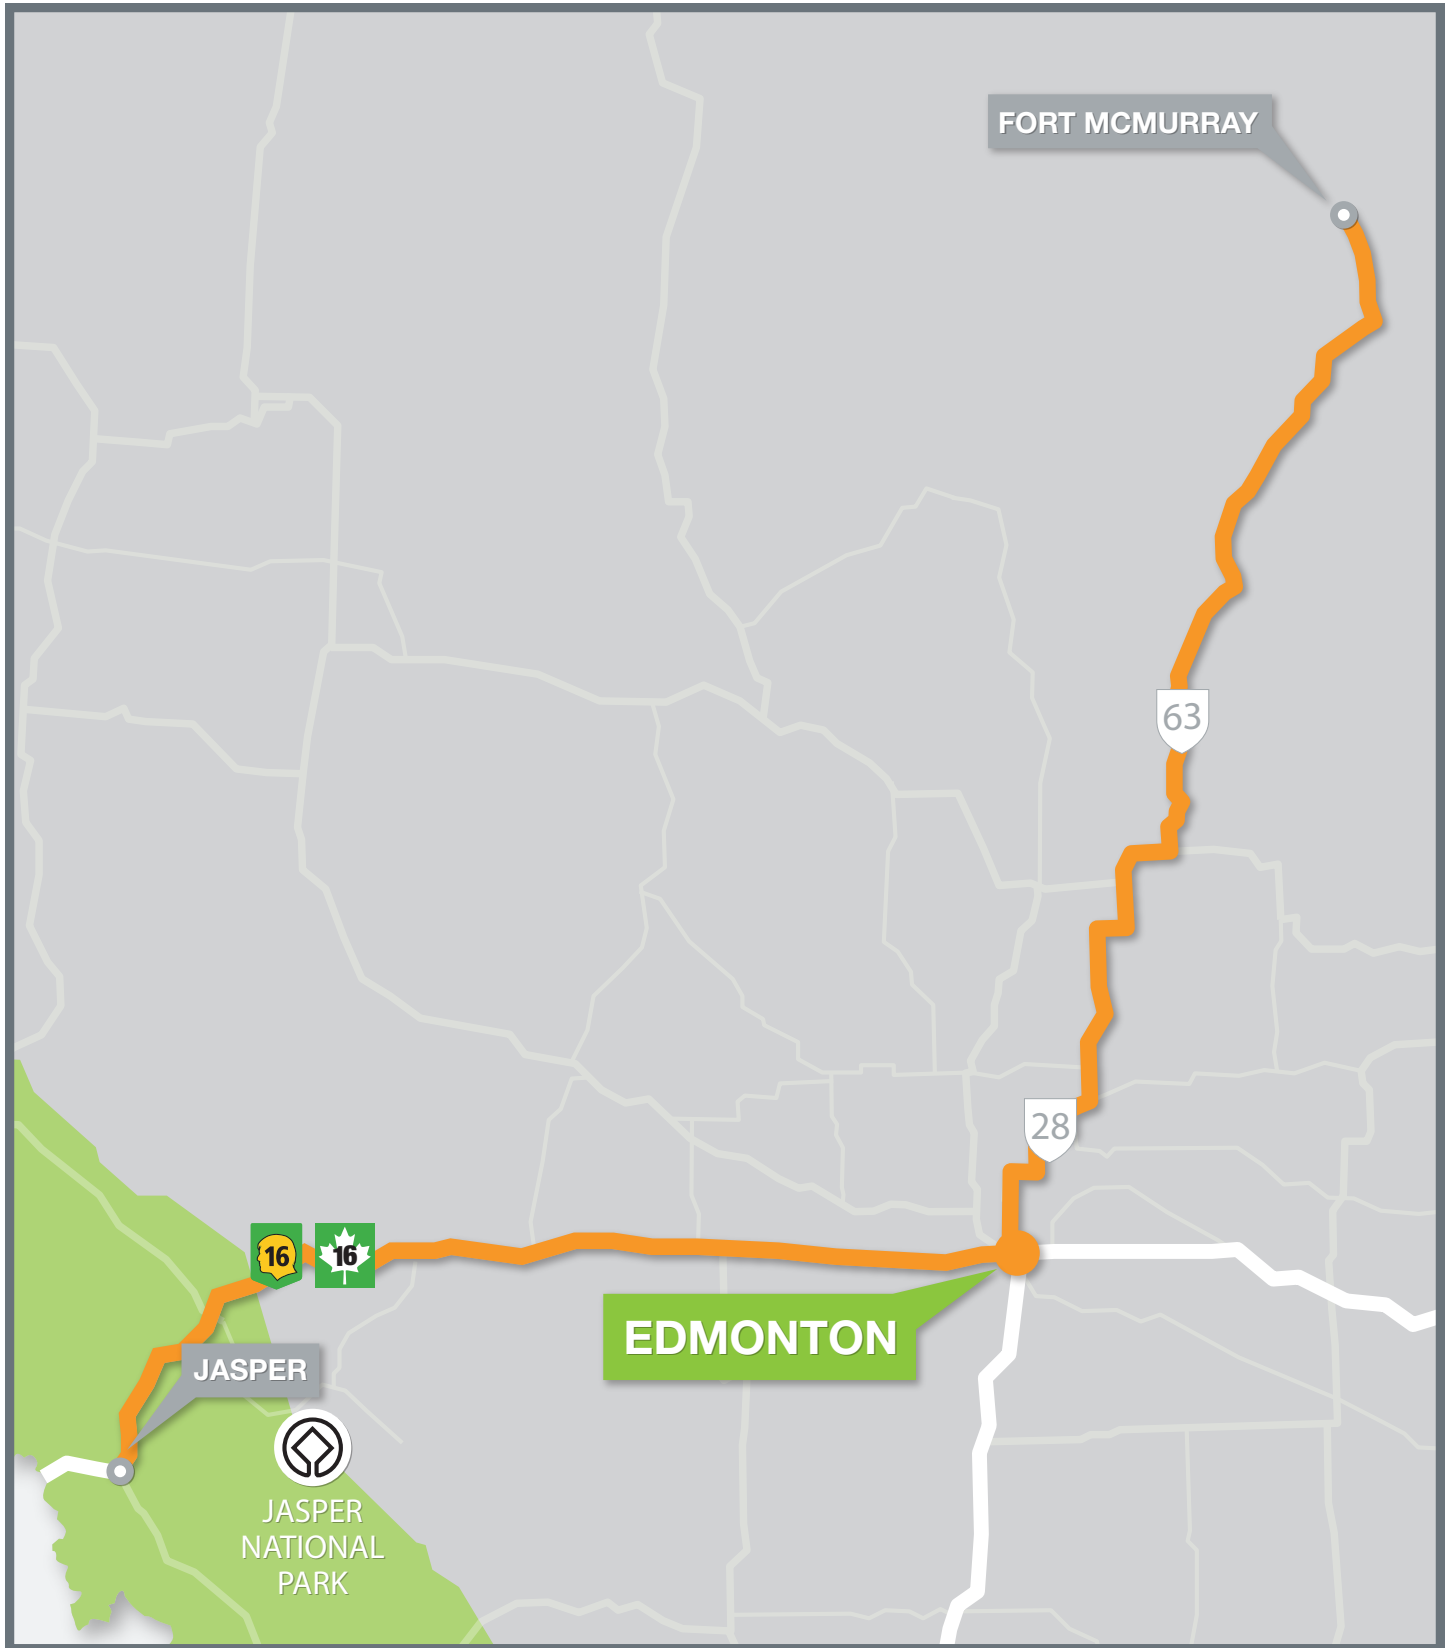 FORT MCMURRAY
63
28
16
16
EDMONTON
JASPER
JASPER
NATIONAL
PARK